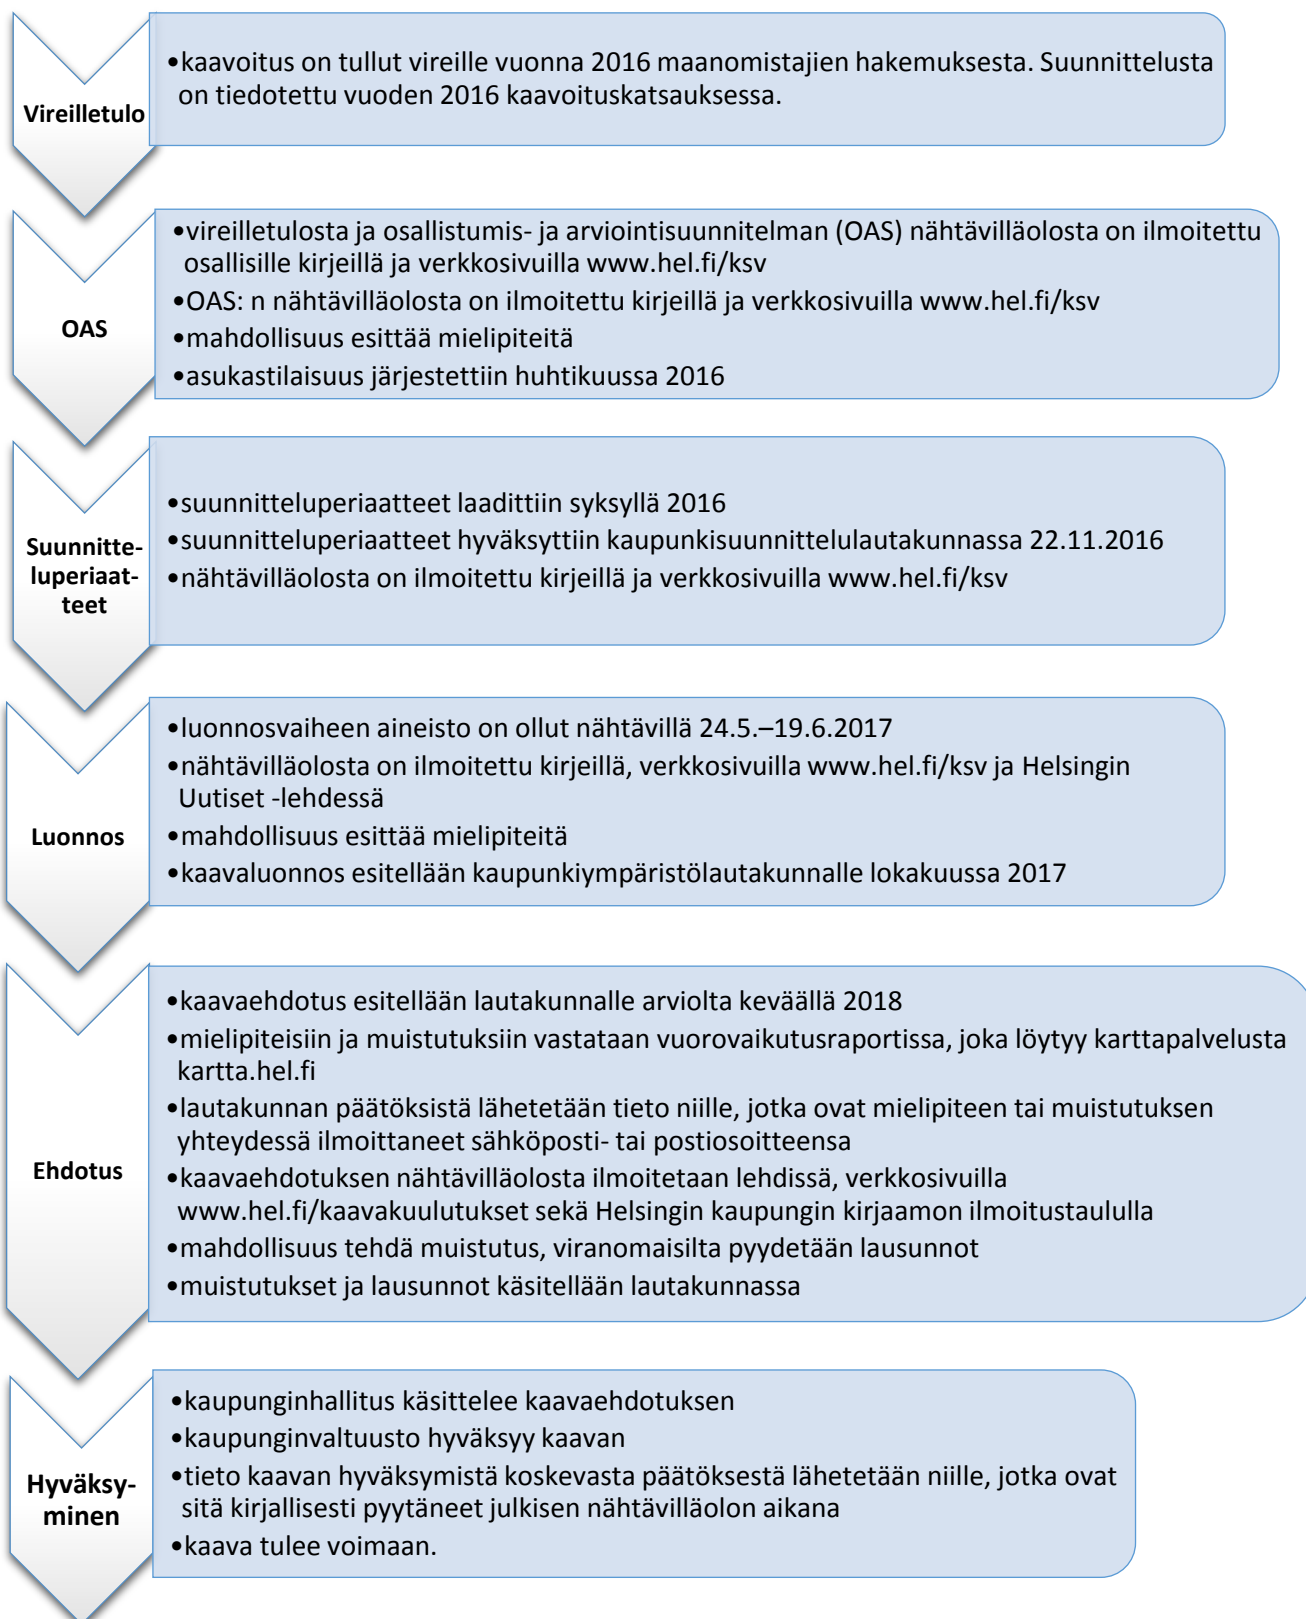 Vireilletulo
•kaavoitus on tullut vireille vuonna 2016 maanomistajien hakemuksesta. Suunnittelusta
on tiedotettu vuoden 2016 kaavoituskatsauksessa.
OAS
•vireilletulosta ja osallistumis- ja arviointisuunnitelman (OAS) nähtävilläolosta on ilmoitettu
osallisille kirjeillä ja verkkosivuilla www.hel.fi/ksv
•OAS: n nähtävilläolosta on ilmoitettu kirjeillä ja verkkosivuilla www.hel.fi/ksv
•mahdollisuus esittää mielipiteitä
•asukastilaisuus järjestettiin huhtikuussa 2016
Suunnitte-
luperiaat-
teet
•suunnitteluperiaatteet laadittiin syksyllä 2016
•suunnitteluperiaatteet hyväksyttiin kaupunkisuunnittelulautakunnassa 22.11.2016
•nähtävilläolosta on ilmoitettu kirjeillä ja verkkosivuilla www.hel.fi/ksv
Luonnos
•luonnosvaiheen aineisto on ollut nähtävillä 24.5.–19.6.2017
•nähtävilläolosta on ilmoitettu kirjeillä, verkkosivuilla www.hel.fi/ksv ja Helsingin
Uutiset -lehdessä
•mahdollisuus esittää mielipiteitä
•kaavaluonnos esitellään kaupunkiympäristölautakunnalle lokakuussa 2017
Ehdotus
•kaavaehdotus esitellään lautakunnalle arviolta keväällä 2018
•mielipiteisiin ja muistutuksiin vastataan vuorovaikutusraportissa, joka löytyy karttapalvelusta
kartta.hel.fi
•lautakunnan päätöksistä lähetetään tieto niille, jotka ovat mielipiteen tai muistutuksen
yhteydessä ilmoittaneet sähköposti- tai postiosoitteensa
•kaavaehdotuksen nähtävilläolosta ilmoitetaan lehdissä, verkkosivuilla
www.hel.fi/kaavakuulutukset sekä Helsingin kaupungin kirjaamon ilmoitustaululla
•mahdollisuus tehdä muistutus, viranomaisilta pyydetään lausunnot
•muistutukset ja lausunnot käsitellään lautakunnassa
Hyväksy-
minen
•kaupunginhallitus käsittelee kaavaehdotuksen
•kaupunginvaltuusto hyväksyy kaavan
•tieto kaavan hyväksymistä koskevasta päätöksestä lähetetään niille, jotka ovat
sitä kirjallisesti pyytäneet julkisen nähtävilläolon aikana
•kaava tulee voimaan.